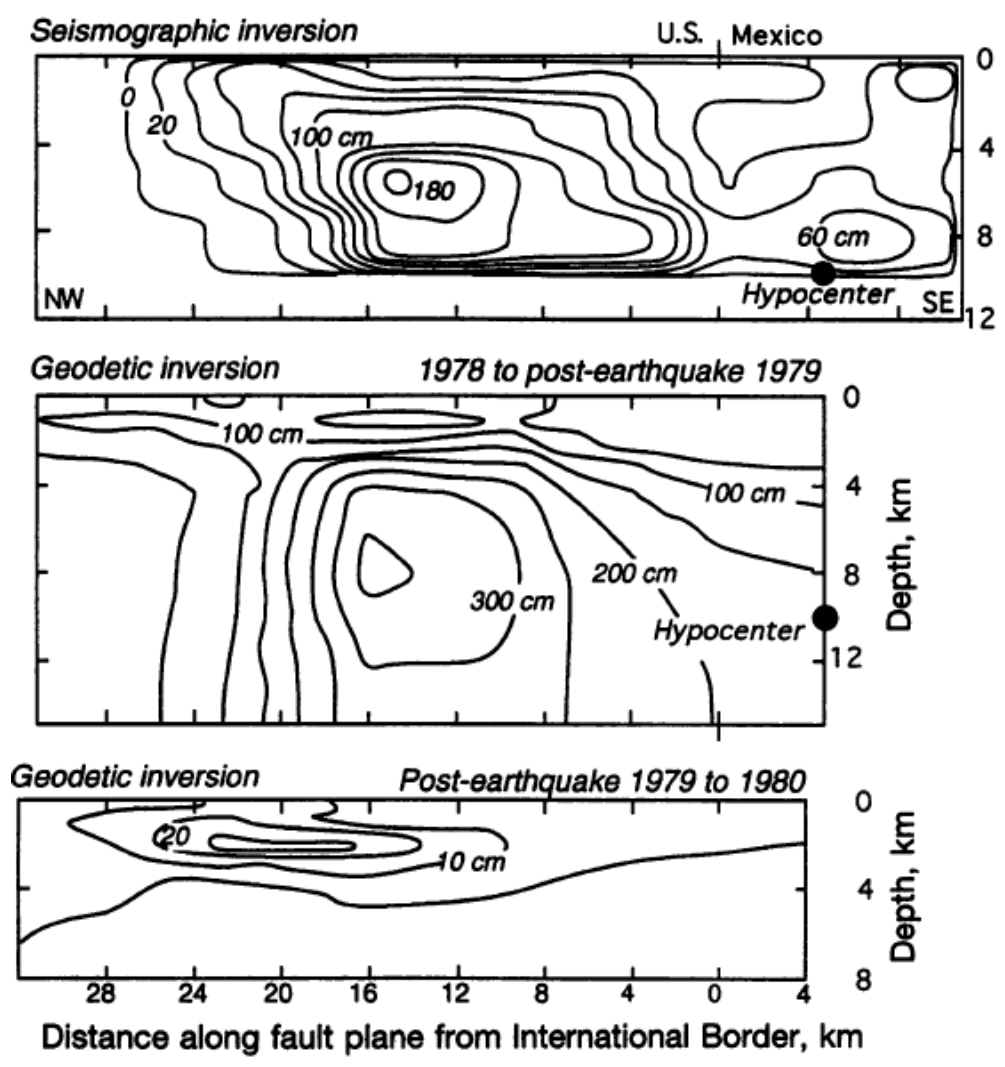 Seismographic inversion
U.S. Mexico
0
0
20
100 cm
4
180
60 cm
8
NW
Hypocenter
SE
12
Geodetic inversion
1978 to post-earthquake 1979
0
100 cm
100 cm
4
Depth, km
200 cm
8
300 cm
Hypocenter
12
Geodetic inversion
Post-earthquake 1979 to 1980
0
20
10 cm
4
Depth, km
8
28 24 20 16 12 8 4 0 4
Distance along fault plane from International Border, km